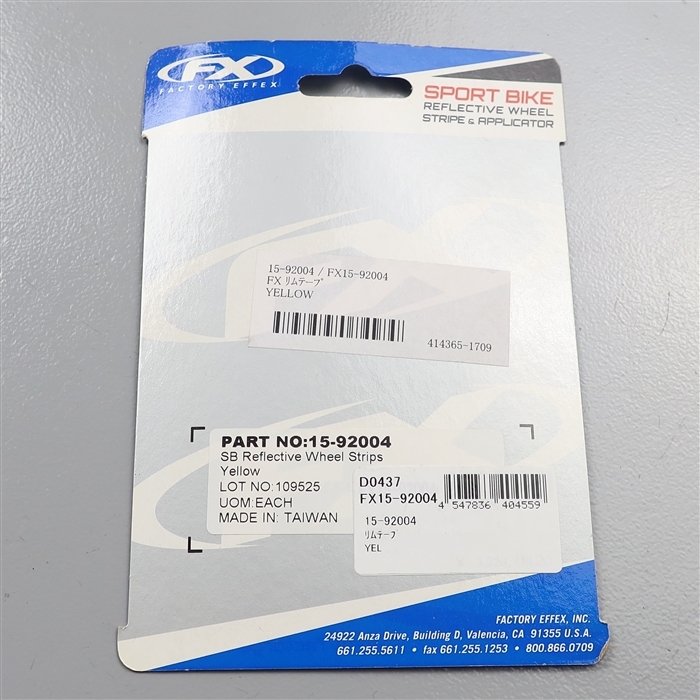 FX
FACTORY EFFEX
SPORT BIKE
REFLECTIVE WHEEL
STRIPE & APPLICATOR
15-92004 / FX15-92004
FX ﾘﾑﾃｰﾌﾟ
YELLOW
414365-1709
PART NO:15-92004
SB Reflective Wheel Strips
Yellow
LOT NO:109525
UOM:EACH
MADE IN: TAIWAN
D0437
FX15-92004
4 547836 404559
15-92004
ﾘﾑﾃｰﾌ
YEL
FACTORY EFFEX, INC.
24922 Anza Drive, Building D, Valencia, CA 91355 U.S.A.
661.255.5611 • fax 661.255.1253 • 800.866.0709